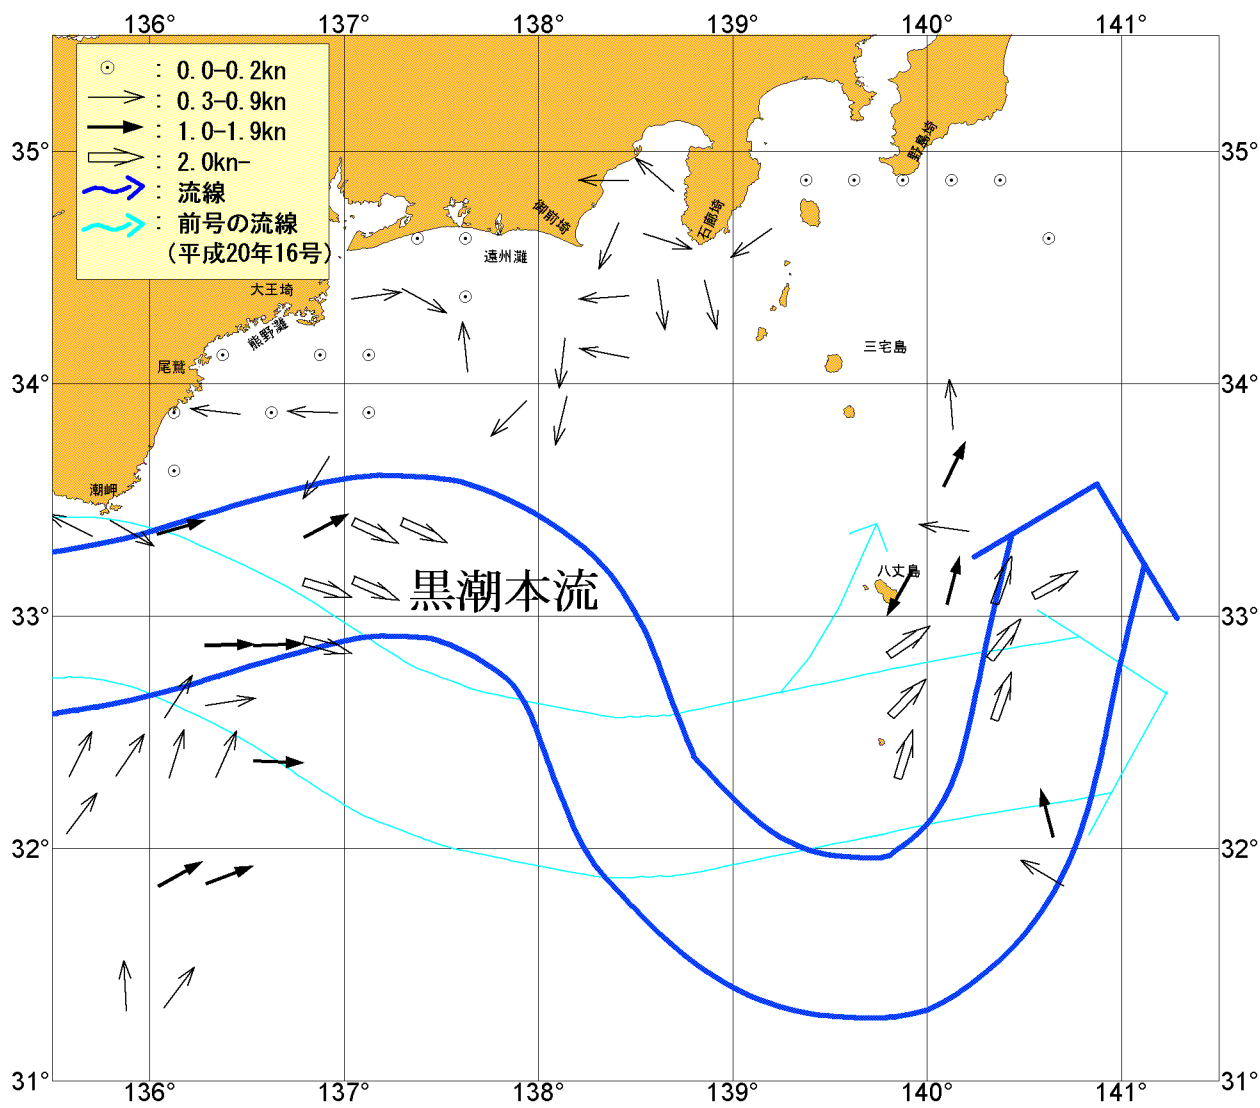 136° 137° 138° 139° 140° 141°
: 0.0-0.2kn
: 0.3-0.9kn
: 1.0-1.9kn
: 2.0kn-
: 流線
: 前号の流線
(平成20年16号)
35° 35°
野島埼
御前埼
石廊埼
遠州灘
大王埼
熊野灘
三宅島
尾鷲
34° 34°
潮岬
八丈島
黒潮本流
33° 33°
32° 32°
31° 31°
136° 137° 138° 139° 140° 141°